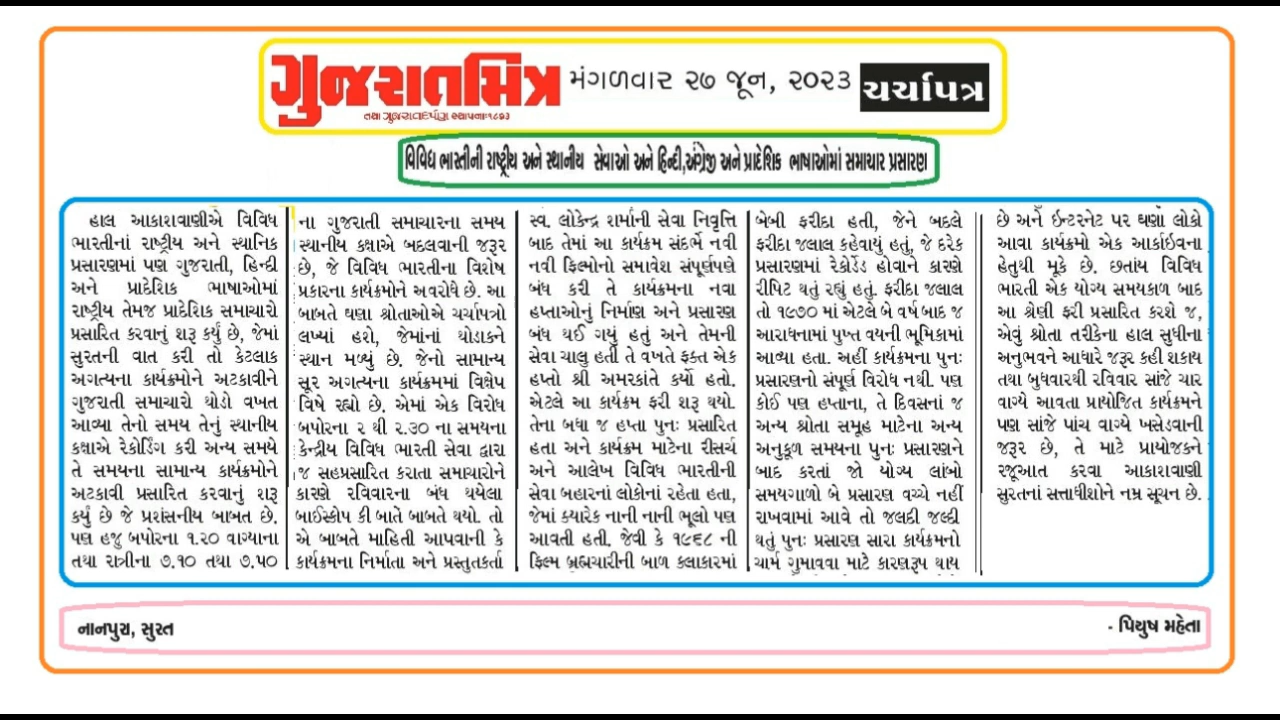 ગુજરાતમિત્ર
તથા ગુજરાતદર્પણ સ્થાપના:૧૮૬૩
મંગળવાર ૨૭ જૂન, ૨૦૨૩
ચર્ચાપત્ર
વિવિધ ભારતીની રાષ્ટ્રીય અને સ્થાનીય સેવાઓ અને હિન્દી,અંગ્રેજી અને પ્રાદેશિક ભાષાઓમાં સમાચાર પ્રસારણ
હાલ આકાશવાણીએ વિવિધ
ભારતીનાં રાષ્ટ્રીય અને સ્થાનિક
પ્રસારણમાં પણ ગુજરાતી, હિન્દી
અને પ્રાદેશિક ભાષાઓમાં
રાષ્ટ્રીય તેમજ પ્રાદેશિક સમાચારો
પ્રસારિત કરવાનું શરૂ કર્યું છે, જેમાં
સુરતની વાત કરી તો કેટલાક
અગત્યના કાર્યક્રમોને અટકાવીને
ગુજરાતી સમાચારો થોડો વખત
આવ્યા તેનો સમય તેનું સ્થાનીય
કક્ષાએ રેકોર્ડિંગ કરી અન્ય સમયે
તે સમયના સામાન્ય કાર્યક્રમોને
અટકાવી પ્રસારિત કરવાનું શરૂ
કર્યું છે જે પ્રશંસનીય બાબત છે.
પણ હજુ બપોરના ૧.૨૦ વાગ્યાના
તથા રાત્રીના ૭.૧૦ તથા ૭.૫૦
ના ગુજરાતી સમાચારના સમય
સ્થાનીય કક્ષાએ બદલવાની જરૂર
છે, જે વિવિધ ભારતીના વિશેષ
પ્રકારના કાર્યક્રમોને અવરોધે છે. આ
બાબતે ઘણા શ્રોતાઓએ ચર્ચાપત્રો
લખ્યાં હશે, જેમાંનાં થોડાકને
સ્થાન મળ્યું છે. જેનો સામાન્ય
સૂર અગત્યના કાર્યક્રમમાં વિક્ષેપ
વિષે રહ્યો છે. એમાં એક વિરોધ
બપોરના ૨ થી ૨.૩૦ ના સમયના
કેન્દ્રીય વિવિધ ભારતી સેવા દ્વારા
જ સહપ્રસારિત કરાતા સમાચારોને
કારણે રવિવારના બંધ થયેલા
બાઈસ્કોપ કી બાતેં બાબતે થયો. તો
એ બાબતે માહિતી આપવાની કે
કાર્યક્રમના નિર્માતા અને પ્રસ્તુતકર્તા
સ્વ. લોકેન્દ્ર શર્માની સેવા નિવૃત્તિ
બાદ તેમાં આ કાર્યક્રમ સંદર્ભે નવી
નવી ફિલ્મોનો સમાવેશ સંપૂર્ણપણે
બંધ કરી તે કાર્યક્રમના નવા
હપ્તાઓનું નિર્માણ અને પ્રસારણ
બંધ થઈ ગયું હતું અને તેમની
સેવા ચાલુ હતી તે વખતે ફક્ત એક
હપ્તો શ્રી અમરકાંતે કર્યો હતો.
એટલે આ કાર્યક્રમ ફરી શરૂ થયો.
તેના બધા જ હપ્તા પુનઃ પ્રસારિત
હતા અને કાર્યક્રમ માટેના રીસર્ચ
અને આલેખ વિવિધ ભારતીની
સેવા બહારનાં લોકોનાં રહેતા હતા,
જેમાં ક્યારેક નાની નાની ભૂલો પણ
આવતી હતી. જેવી કે ૧૯૬૮ ની
ફિલ્મ બ્રહ્મચારીની બાળ કલાકારમાં
બેબી ફરીદા હતી, જેને બદલે
ફરીદા જલાલ કહેવાયું હતું, જે દરેક
પ્રસારણમાં રેકોર્ડેડ હોવાને કારણે
રીપિટ થતું રહ્યું હતું. ફરીદા જલાલ
તો ૧૯૭૦ માં એટલે બે વર્ષ બાદ જ
આરાધનામાં પુખ્ત વયની ભૂમિકામાં
આવ્યા હતા. અહીં કાર્યક્રમના પુનઃ
પ્રસારણનો સંપૂર્ણ વિરોધ નથી. પણ
કોઈ પણ હપ્તાના, તે દિવસનાં જ
અન્ય શ્રોતા સમૂહ માટેના અન્ય
અનુકૂળ સમયના પુનઃ પ્રસારણને
બાદ કરતાં જો યોગ્ય લાંબો
સમયગાળો બે પ્રસારણ વચ્ચે નહીં
રાખવામાં આવે તો જલદી જલ્દી
થતું પુનઃ પ્રસારણ સારા કાર્યક્રમનો
ચાર્મ ગુમાવવા માટે કારણરૂપ થાય
છે અને ઇન્ટરનેટ પર ઘણા લોકો
આવા કાર્યક્રમો એક આર્કાઈવના
હેતુથી મૂકે છે. છતાંય વિવિધ
ભારતી એક યોગ્ય સમયકાળ બાદ
આ શ્રેણી ફરી પ્રસારિત કરશે જ,
એવું શ્રોતા તરીકેના હાલ સુધીના
અનુભવને આધારે જરૂર કહી શકાય
તથા બુધવારથી રવિવાર સાંજે ચાર
વાગ્યે આવતા પ્રાયોજિત કાર્યક્રમને
પણ સાંજે પાંચ વાગ્યે ખસેડવાની
જરૂર છે, તે માટે પ્રાયોજકને
રજૂઆત કરવા આકાશવાણી
સુરતનાં સત્તાધીશોને નમ્ર સૂચન છે.
નાનપુરા, સુરત
- પિયુષ મહેતા